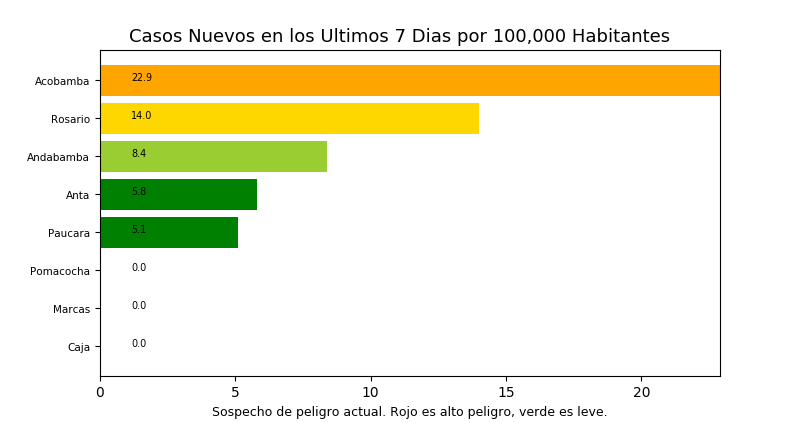 Casos Nuevos en los Ultimos 7 Dias por 100,000 Habitantes
Acobamba 22.9
Rosario 14.0
Andabamba 8.4
Anta 5.8
Paucara 5.1
Pomacocha 0.0
Marcas 0.0
Caja 0.0
0 5 10 15 20
Sospecho de peligro actual. Rojo es alto peligro, verde es leve.